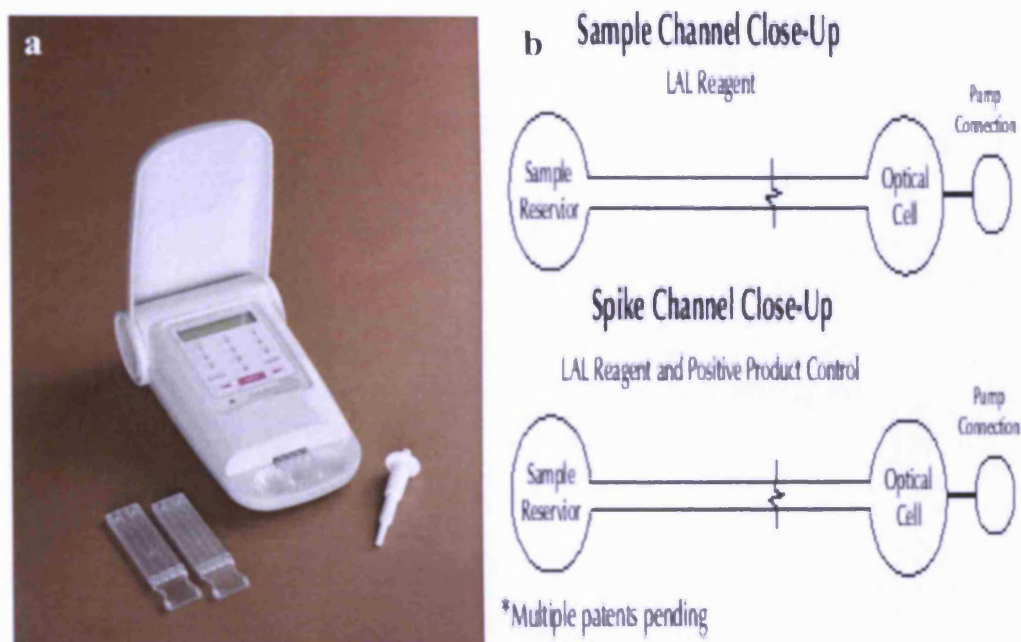 a
b
Sample Channel Close-Up
LAL Reagent
Pump
Connection
Sample
Reservior
Optical
Cell
Spike Channel Close-Up
LAL Reagent and Positive Product Control
Pump
Connection
Sample
Reservior
Optical
Cell
*Multiple patents pending